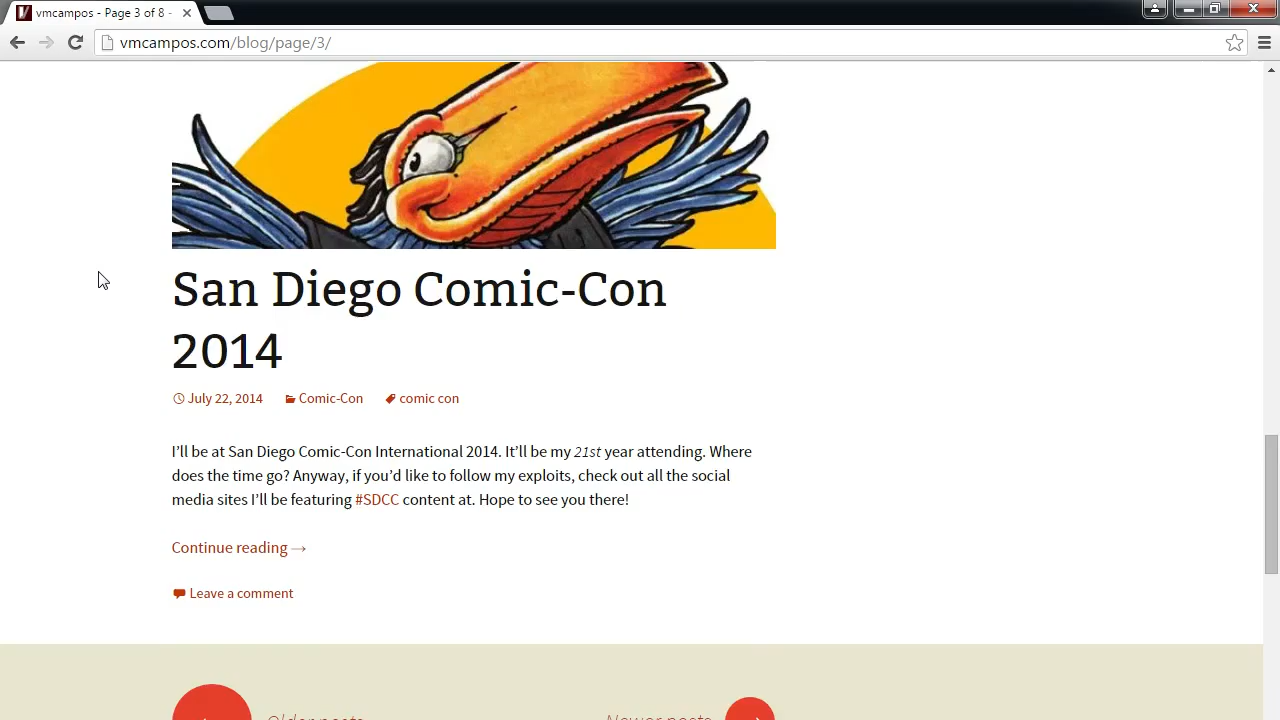 vmcampos - Page 3 of 8 -
vmcampos.com/blog/page/3/
San Diego Comic-Con
2014
July 22, 2014 Comic-Con comic con
I’ll be at San Diego Comic-Con International 2014. It’ll be my 21st year attending. Where
does the time go? Anyway, if you’d like to follow my exploits, check out all the social
media sites I’ll be featuring #SDCC content at. Hope to see you there!
Continue reading →
Leave a comment
Older posts Newer posts